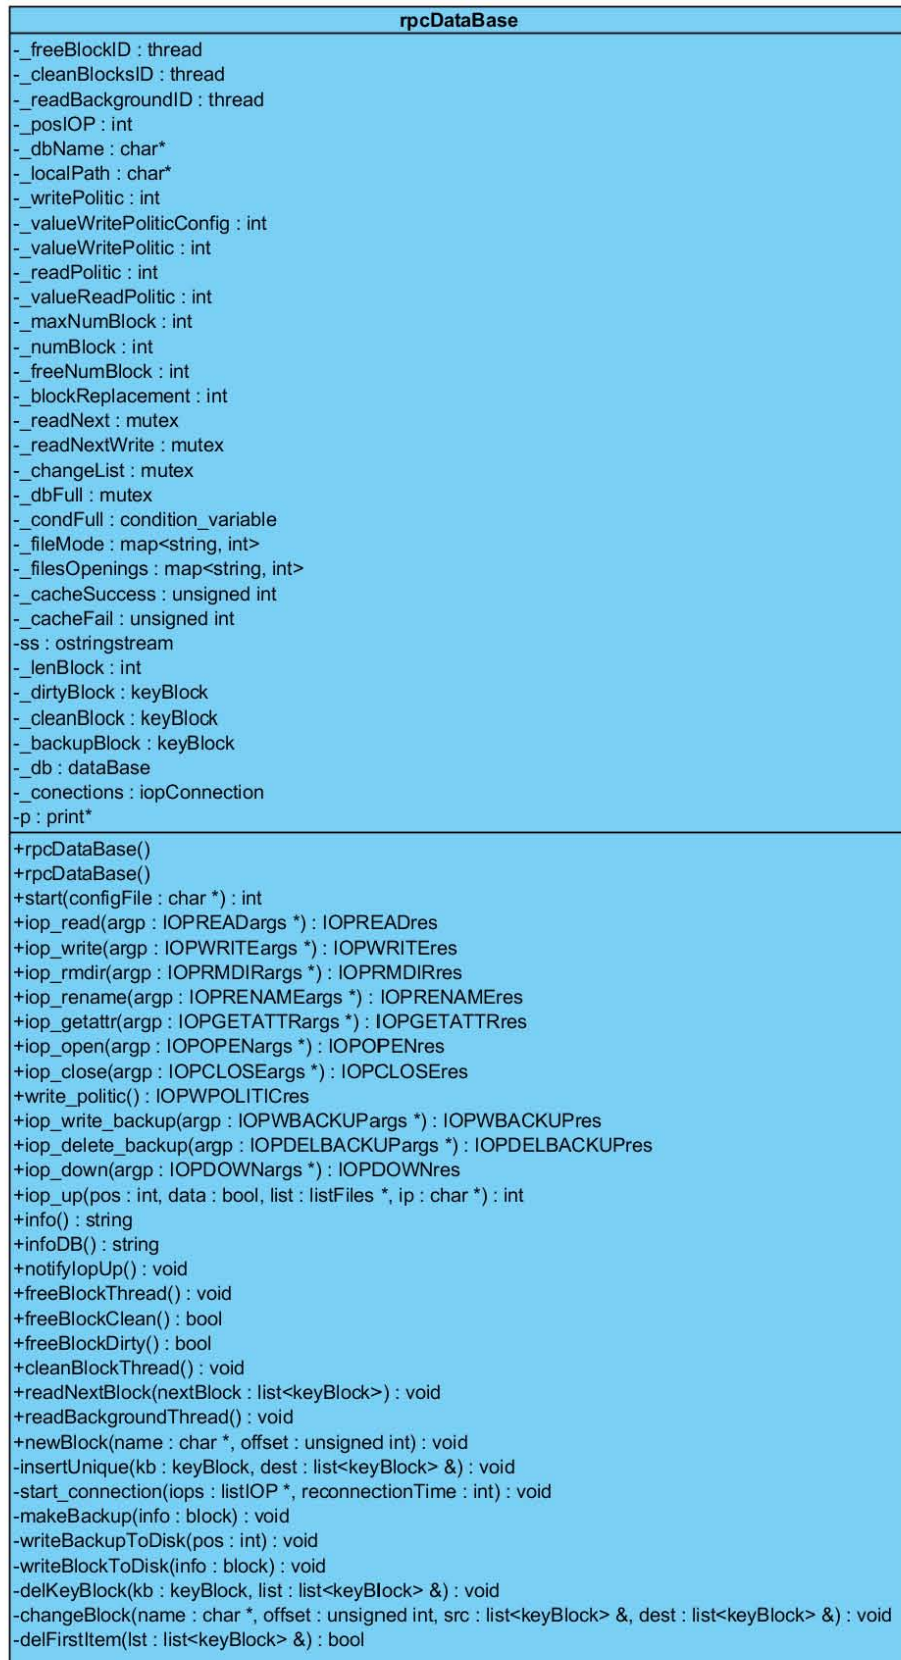 rpcDataBase
-_freeBlockID : thread
-_cleanBlocksID : thread
-_readBackgroundID : thread
-_posIOP : int
-_dbName : char*
-_localPath : char*
-_writePolitic : int
-_valueWritePoliticConfig : int
-_valueWritePolitic : int
-_readPolitic : int
-_valueReadPolitic : int
-_maxNumBlock : int
-_numBlock : int
-_freeNumBlock : int
-_blockReplacement : int
-_readNext : mutex
-_readNextWrite : mutex
-_changeList : mutex
-_dbFull : mutex
-_condFull : condition_variable
-_fileMode : map<string, int>
-_filesOpenings : map<string, int>
-_cacheSuccess : unsigned int
-_cacheFail : unsigned int
-ss : ostringstream
-_lenBlock : int
-_dirtyBlock : keyBlock
-_cleanBlock : keyBlock
-_backupBlock : keyBlock
-_db : dataBase
-_conections : iopConnection
-p : print*
+rpcDataBase()
+rpcDataBase()
+start(configFile : char *) : int
+iop_read(argp : IOPREADargs *) : IOPREADres
+iop_write(argp : IOPWRITEargs *) : IOPWRITEres
+iop_rmdir(argp : IOPRMDIRargs *) : IOPRMDIRres
+iop_rename(argp : IOPRENAMEargs *) : IOPRENAMEres
+iop_getattr(argp : IOPGETATTRargs *) : IOPGETATTRres
+iop_open(argp : IOPOPENargs *) : IOPOPENres
+iop_close(argp : IOPCLOSEargs *) : IOPCLOSEres
+write_politic() : IOPWPOLITICres
+iop_write_backup(argp : IOPWBACKUPargs *) : IOPWBACKUPres
+iop_delete_backup(argp : IOPDELBACKUPargs *) : IOPDELBACKUPres
+iop_down(argp : IOPDOWNargs *) : IOPDOWNres
+iop_up(pos : int, data : bool, list : listFiles *, ip : char *) : int
+info() : string
+infoDB() : string
+notifyIopUp() : void
+freeBlockThread() : void
+freeBlockClean() : bool
+freeBlockDirty() : bool
+cleanBlockThread() : void
+readNextBlock(nextBlock : list<keyBlock>) : void
+readBackgroundThread() : void
+newBlock(name : char *, offset : unsigned int) : void
-insertUnique(kb : keyBlock, dest : list<keyBlock> &) : void
-start_connection(iops : listIOP *, reconnectionTime : int) : void
-makeBackup(info : block) : void
-writeBackupToDisk(pos : int) : void
-writeBlockToDisk(info : block) : void
-delKeyBlock(kb : keyBlock, list : list<keyBlock> &) : void
-changeBlock(name : char *, offset : unsigned int, src : list<keyBlock> &, dest : list<keyBlock> &) : void
-delFirstItem(lst : list<keyBlock> &) : bool